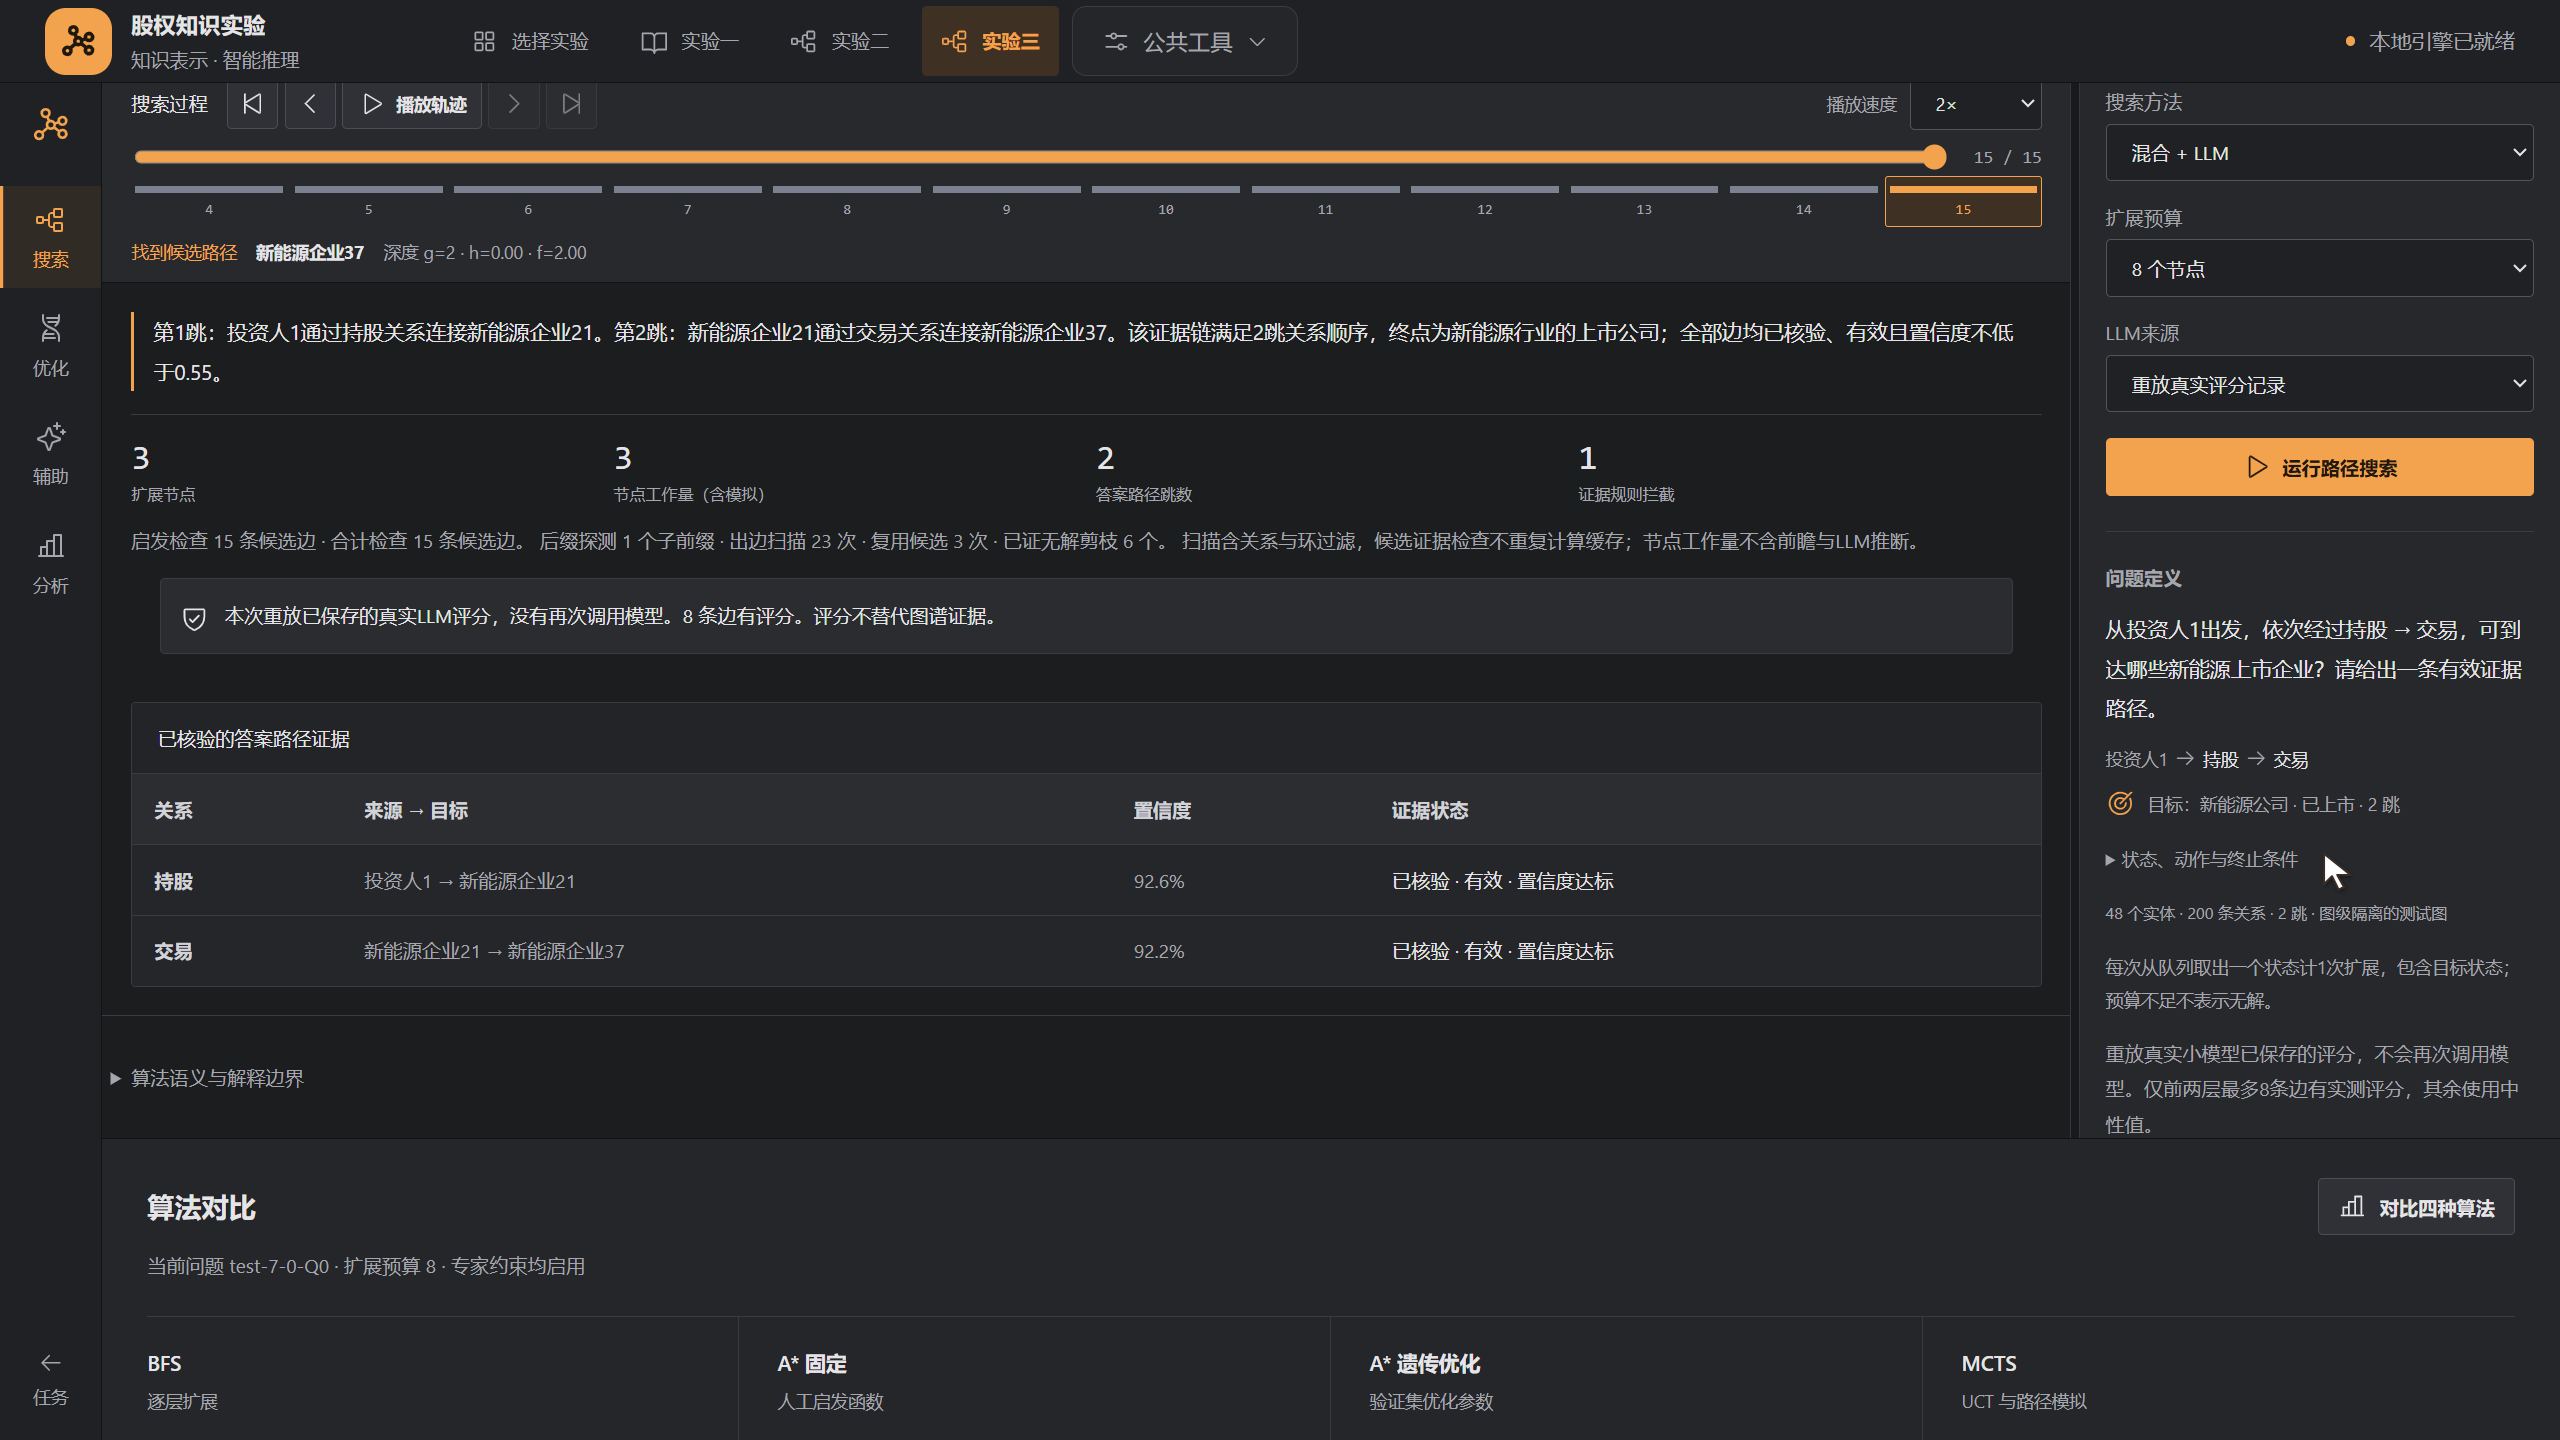 股权知识实验
知识表示 · 智能推理
选择实验
实验一
实验二
实验三
公共工具
本地引擎已就绪
搜索
优化
辅助
分析
任务
搜索过程
播放轨迹
播放速度
2×
15 / 15
4
5
6
7
8
9
10
11
12
13
14
15
找到候选路径 新能源企业37 深度 g=2 · h=0.00 · f=2.00
第1跳：投资人1通过持股关系连接新能源企业21。第2跳：新能源企业21通过交易关系连接新能源企业37。该证据链满足2跳关系顺序，终点为新能源行业的上市公司；全部边均已核验、有效且置信度不低
于0.55。
3
扩展节点
3
节点工作量（含模拟）
2
答案路径跳数
1
证据规则拦截
启发检查 15 条候选边 · 合计检查 15 条候选边。 后缀探测 1 个子前缀 · 出边扫描 23 次 · 复用候选 3 次 · 已证无解剪枝 6 个。 扫描含关系与环过滤，候选证据检查不重复计算缓存；节点工作量不含前瞻与LLM推断。
本次重放已保存的真实LLM评分，没有再次调用模型。8 条边有评分。评分不替代图谱证据。
已核验的答案路径证据
关系 来源 → 目标 置信度 证据状态
持股 投资人1 → 新能源企业21 92.6% 已核验 · 有效 · 置信度达标
交易 新能源企业21 → 新能源企业37 92.2% 已核验 · 有效 · 置信度达标
▶ 算法语义与解释边界
搜索方法
混合 + LLM
扩展预算
8 个节点
LLM来源
重放真实评分记录
运行路径搜索
问题定义
从投资人1出发，依次经过持股 → 交易，可到
达哪些新能源上市企业？请给出一条有效证据
路径。
投资人1 → 持股 → 交易
目标：新能源公司 · 已上市 · 2 跳
▶ 状态、动作与终止条件
48 个实体 · 200 条关系 · 2 跳 · 图级隔离的测试图
每次从队列取出一个状态计1次扩展，包含目标状态；
预算不足不表示无解。
重放真实小模型已保存的评分，不会再次调用模
型。仅前两层最多8条边有实测评分，其余使用中
性值。
算法对比
对比四种算法
当前问题 test-7-0-Q0 · 扩展预算 8 · 专家约束均启用
BFS
逐层扩展
A* 固定
人工启发函数
A* 遗传优化
验证集优化参数
MCTS
UCT 与路径模拟